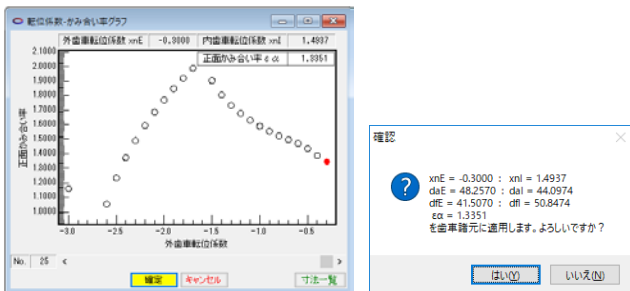 転位係数-かみ合い率グラフ
外歯車転位係数 xnE -0.3000 内歯車転位係数 xnI 1.4937
正面かみ合い率 εα 1.3351
正面かみ合い率
2.1000
2.0000
1.9000
1.8000
1.7000
1.6000
1.5000
1.4000
1.3000
1.2000
1.1000
1.0000
-3.0 -2.5 -2.0 -1.5 -1.0 -0.5
外歯車転位係数
No. 25 < >
確定 キャンセル 寸法一覧
確認
xnE = -0.3000 : xnI = 1.4937
daE = 48.2570 : daI = 44.0974
dfE = 41.5070 : dfI = 50.8474
εα = 1.3351
を歯車諸元に適用します。よろしいですか？
はい(Y) いいえ(N)